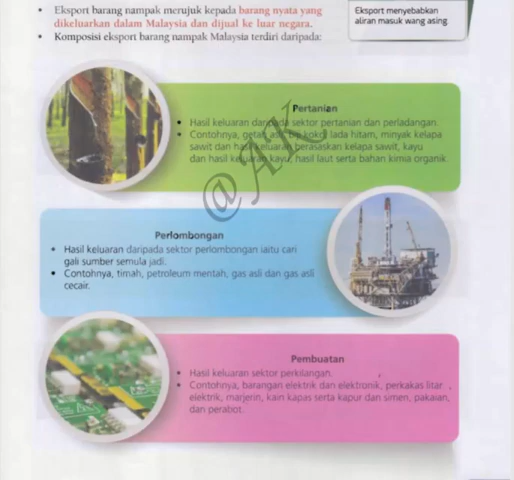 • Eksport barang nampak merujuk kepada barang nyata yang
dikeluarkan dalam Malaysia dan dijual ke luar negara.
• Komposisi eksport barang nampak Malaysia terdiri daripada:
Eksport menyebabkan
aliran masuk wang asing.
Pertanian
• Hasil keluaran daripada sektor pertanian dan perladangan.
• Contohnya, getah asli, biji koko, lada hitam, minyak kelapa
sawit dan hasil keluaran berasaskan kelapa sawit, kayu
dan hasil keluaran kayu, hasil laut serta bahan kimia organik.
@AK
Perlombongan
• Hasil keluaran daripada sektor perlombongan iaitu cari
gali sumber semula jadi.
• Contohnya, timah, petroleum mentah, gas asli dan gas asli
cecair.
Pembuatan
• Hasil keluaran sektor perkilangan.
• Contohnya, barangan elektrik dan elektronik, perkakas litar
elektrik, marjerin, kain kapas serta kapur dan simen, pakaian,
dan perabot.